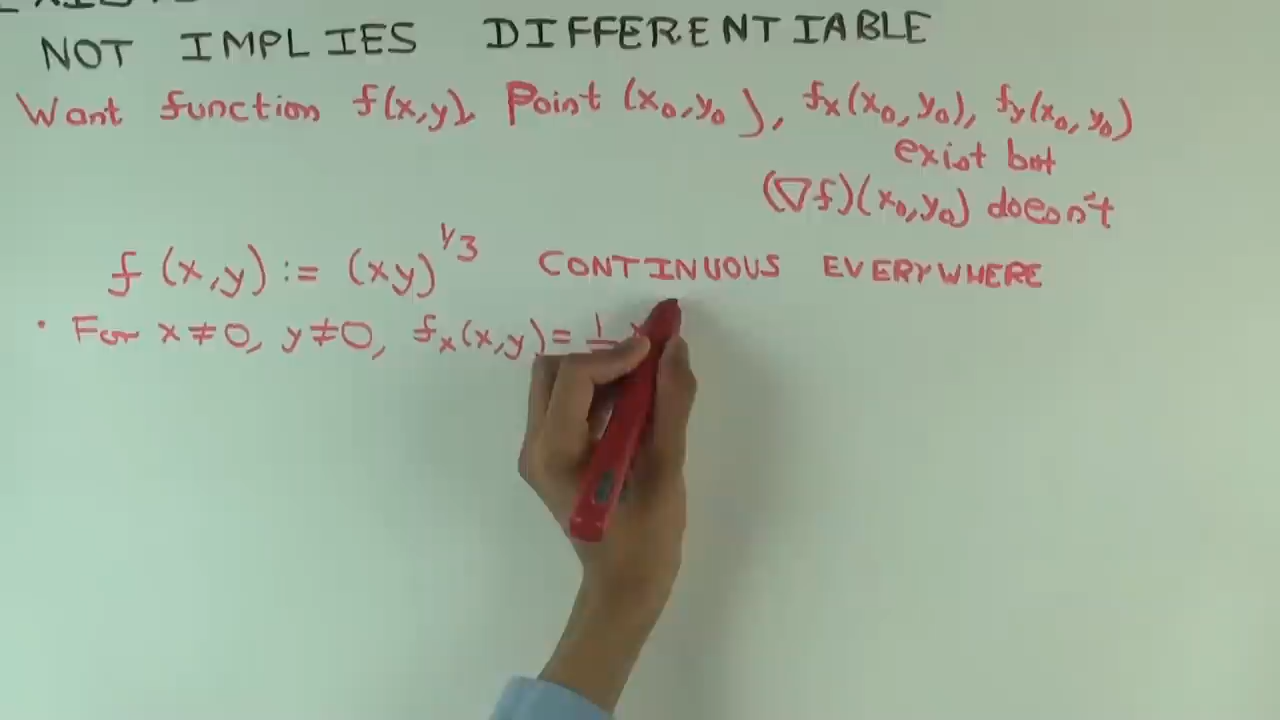 NOT IMPLIES DIFFERENTIABLE
Want function f(x,y), Point (x₀,y₀), fₓ(x₀,y₀), fᵧ(x₀,y₀)
exist but
(∇f)(x₀,y₀) doesn't
f(x,y) := (xy)^1/3 CONTINUOUS EVERYWHERE
• For x≠0, y≠0, fₓ(x,y) = 1